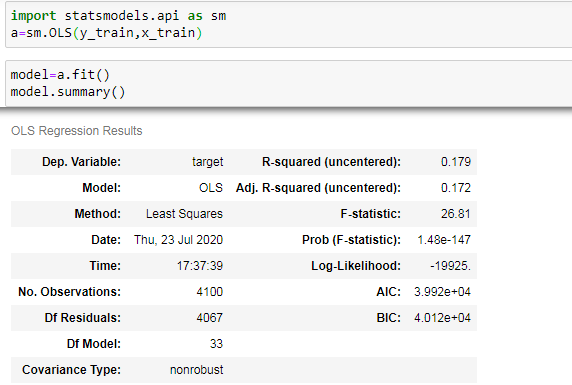 import statsmodels.api as sm
a=sm.OLS(y_train,x_train)
model=a.fit()
model.summary()
OLS Regression Results
Dep. Variable: target R-squared (uncentered): 0.179
Model: OLS Adj. R-squared (uncentered): 0.172
Method: Least Squares F-statistic: 26.81
Date: Thu, 23 Jul 2020 Prob (F-statistic): 1.48e-147
Time: 17:37:39 Log-Likelihood: -19925.
No. Observations: 4100 AIC: 3.992e+04
Df Residuals: 4067 BIC: 4.012e+04
Df Model: 33
Covariance Type: nonrobust